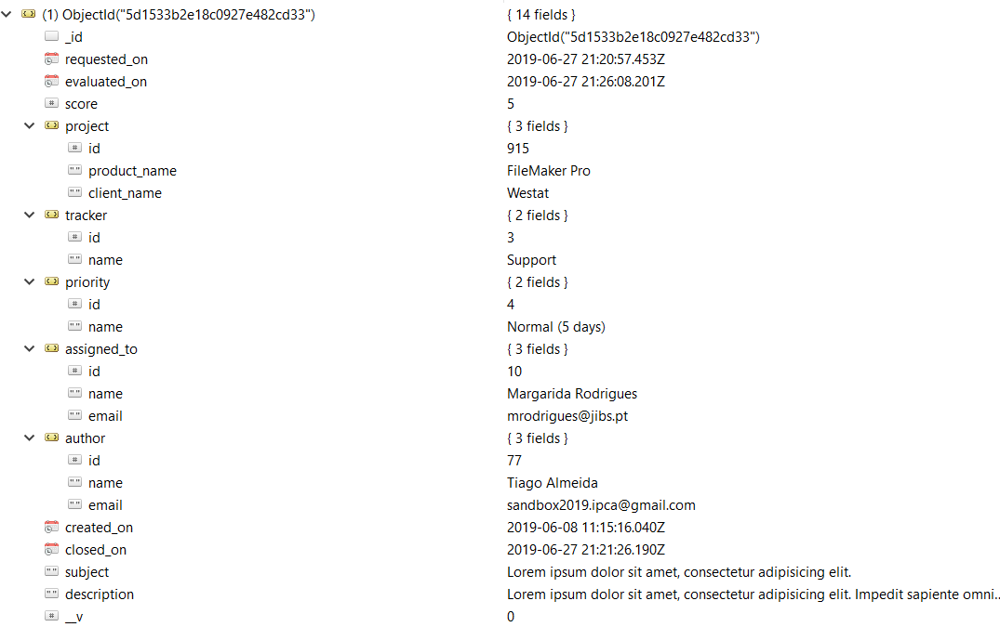 (1) ObjectId("5d1533b2e18c0927e482cd33") { 14 fields }
_id ObjectId("5d1533b2e18c0927e482cd33")
requested_on 2019-06-27 21:20:57.453Z
evaluated_on 2019-06-27 21:26:08.201Z
score 5
project { 3 fields }
id 915
product_name FileMaker Pro
client_name Westat
tracker { 2 fields }
id 3
name Support
priority { 2 fields }
id 4
name Normal (5 days)
assigned_to { 3 fields }
id 10
name Margarida Rodrigues
email mrodrigues@jibs.pt
author { 3 fields }
id 77
name Tiago Almeida
email sandbox2019.ipca@gmail.com
created_on 2019-06-08 11:15:16.040Z
closed_on 2019-06-27 21:21:26.190Z
subject Lorem ipsum dolor sit amet, consectetur adipisicing elit.
description Lorem ipsum dolor sit amet, consectetur adipisicing elit. Impedit sapiente omni..
__v 0